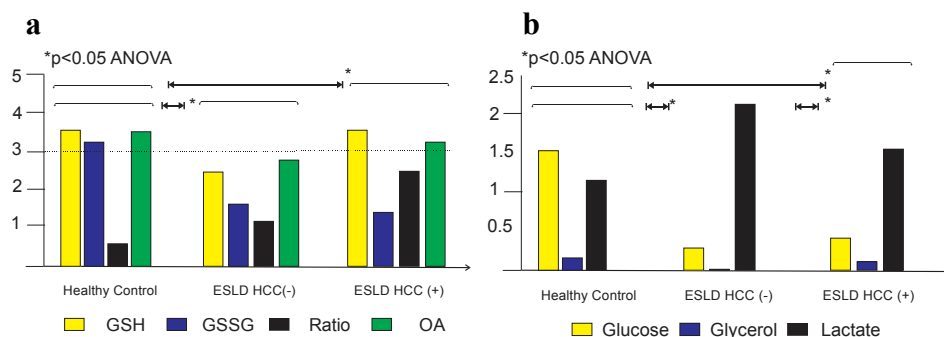 a
*p<0.05 ANOVA
5
4
3
2
1
*
*
Healthy Control
ESLD HCC(-)
ESLD HCC (+)
GSH
GSSG
Ratio
OA
b
*p<0.05 ANOVA
2.5
2
1.5
1
0.5
*
*
*
Healthy Control
ESLD HCC (-)
ESLD HCC (+)
Glucose
Glycerol
Lactate